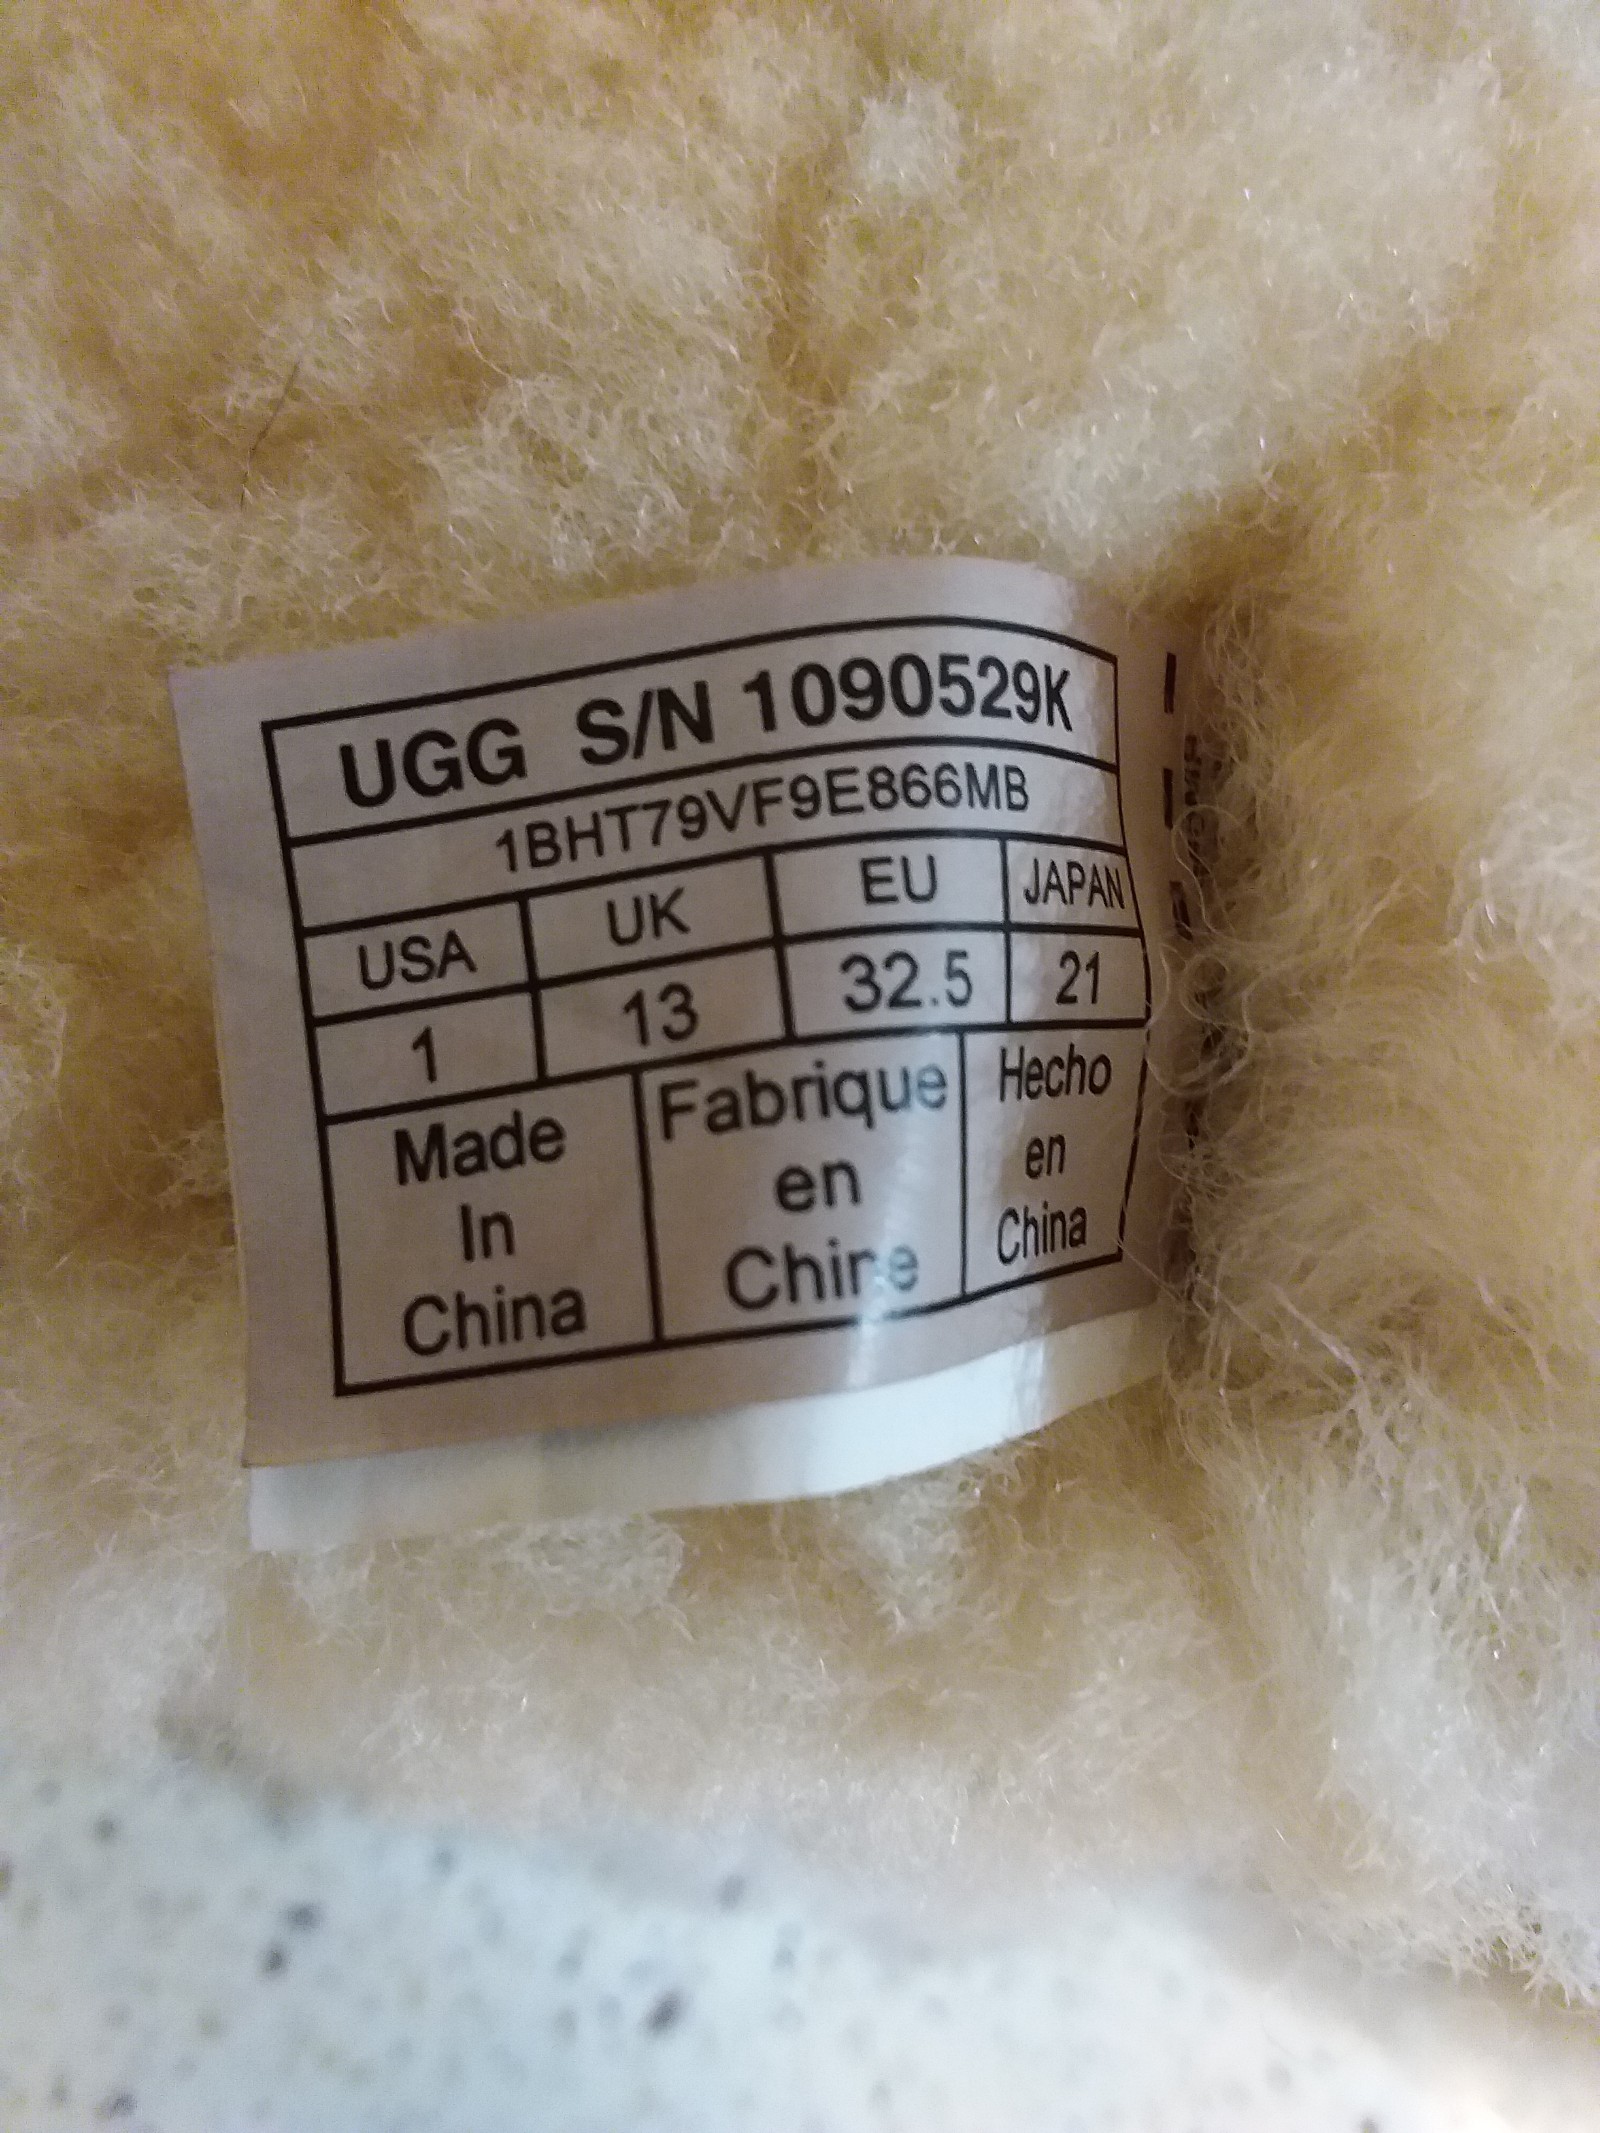 UGG S/N 1090529K
1BHT79VF9E866MB
USA UK EU JAPAN
1 13 32.5 21
Made
In
China
Fabrique
en
Chine
Hecho
en
China